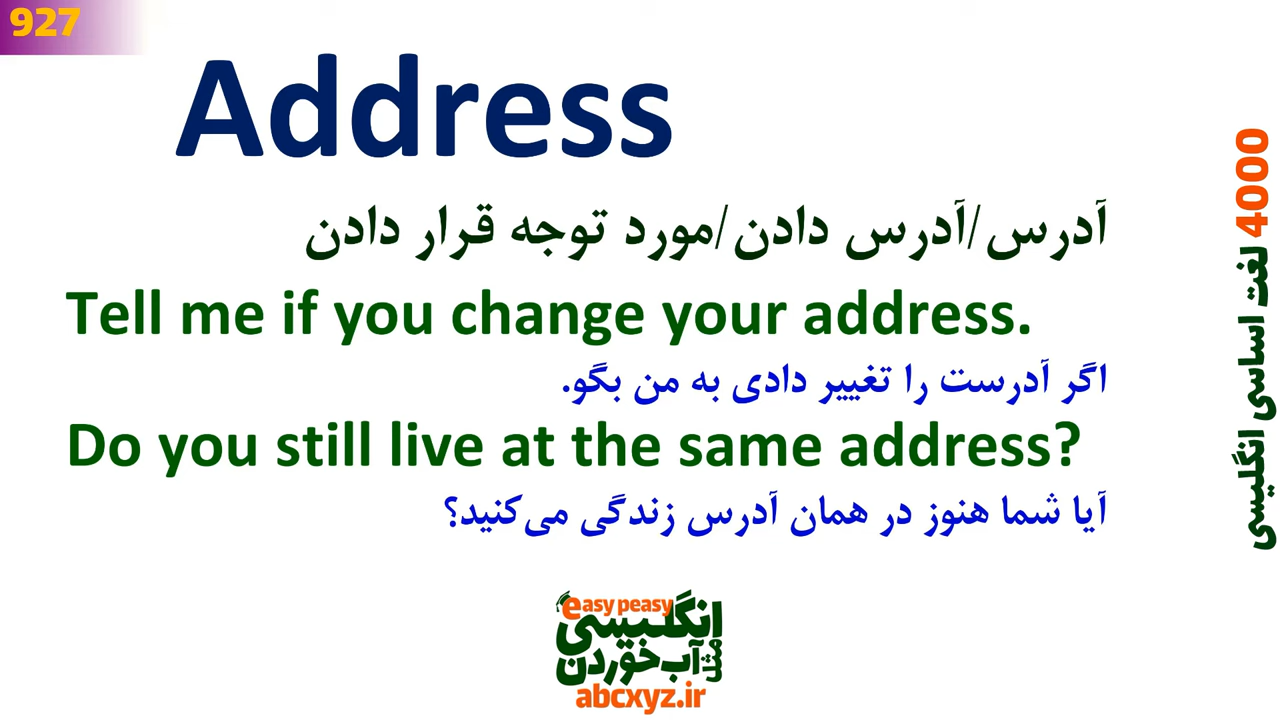 927
Address
آدرس/آدرس دادن/مورد توجه قرار دادن
Tell me if you change your address.
اگر آدرست را تغییر دادی به من بگو.
Do you still live at the same address?
آیا شما هنوز در همان آدرس زندگی می‌کنید؟
4000 لغت اساسی انگلیسی
easy peasy
انگلیسی
مثل آب خوردن
abcxyz.ir